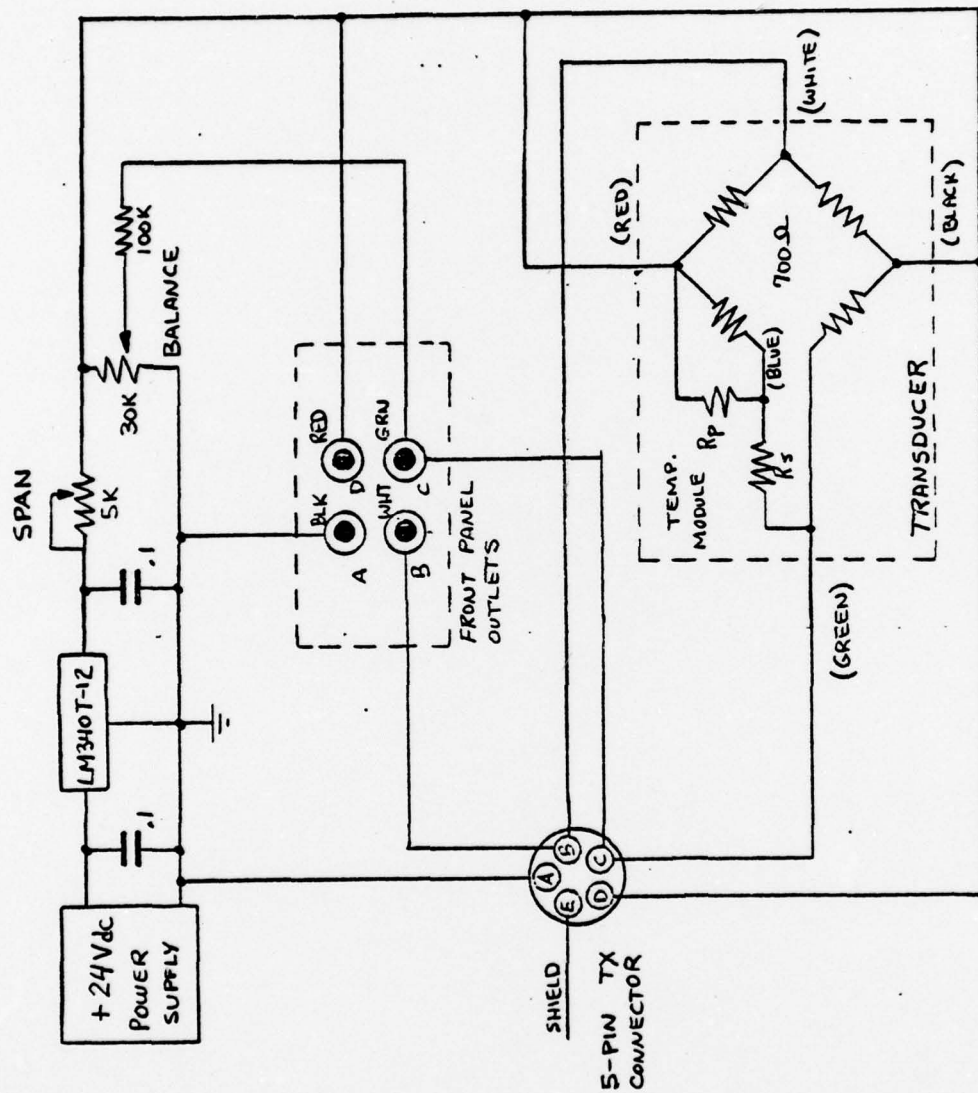 SPAN
5K
100K
30K
BALANCE
LM340T-12
.1
.1
+24Vdc
POWER
SUPPLY
BLK
RED
A
D
WHT
GRN
B
C
FRONT PANEL
OUTLETS
SHIELD
5-PIN TX
CONNECTOR
A
B
C
D
E
(WHITE)
(RED)
(BLACK)
(BLUE)
(GREEN)
700Ω
Rp
Rs
TEMP.
MODULE
TRANSDUCER